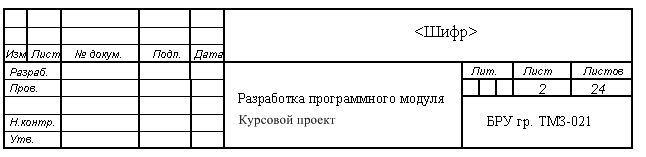 <Шифр>
Изм Лист № докум. Подп. Дата
Разраб.
Пров.
Н.контр.
Утв.
Разработка программного модуля
Курсовой проект
Лит. Лист Листов
2 24
БРУ гр. ТМЗ-021